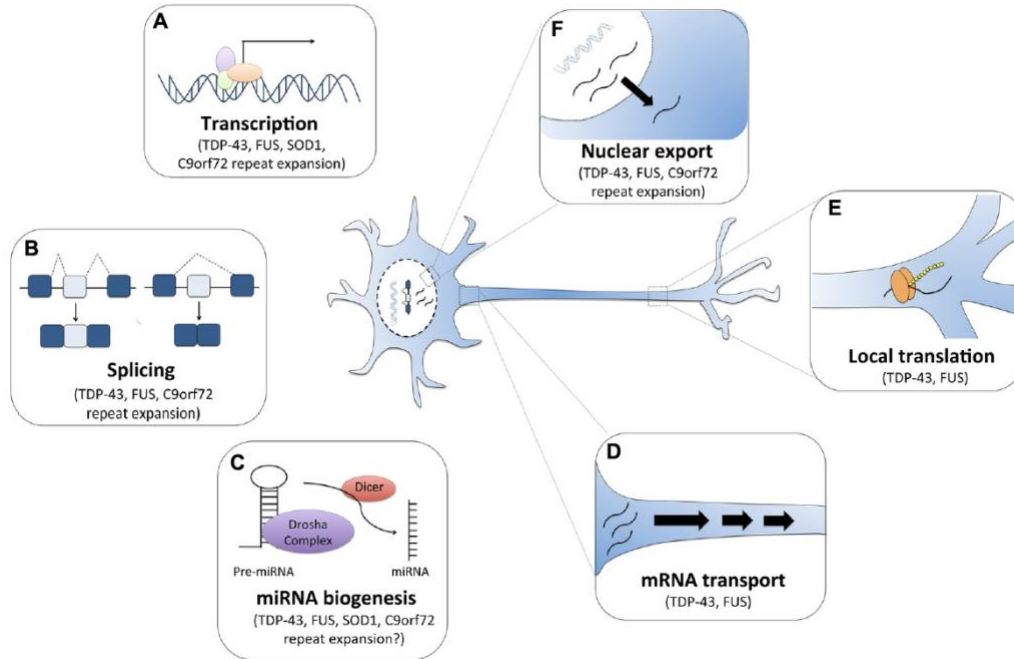 A
Transcription
(TDP-43, FUS, SOD1,
C9orf72 repeat expansion)
F
Nuclear export
(TDP-43, FUS, C9orf72
repeat expansion)
B
Splicing
(TDP-43, FUS, C9orf72
repeat expansion)
E
Local translation
(TDP-43, FUS)
C
Dicer
Drosha
Complex
Pre-miRNA
miRNA
miRNA biogenesis
(TDP-43, FUS, SOD1, C9orf72
repeat expansion?)
D
mRNA transport
(TDP-43, FUS)